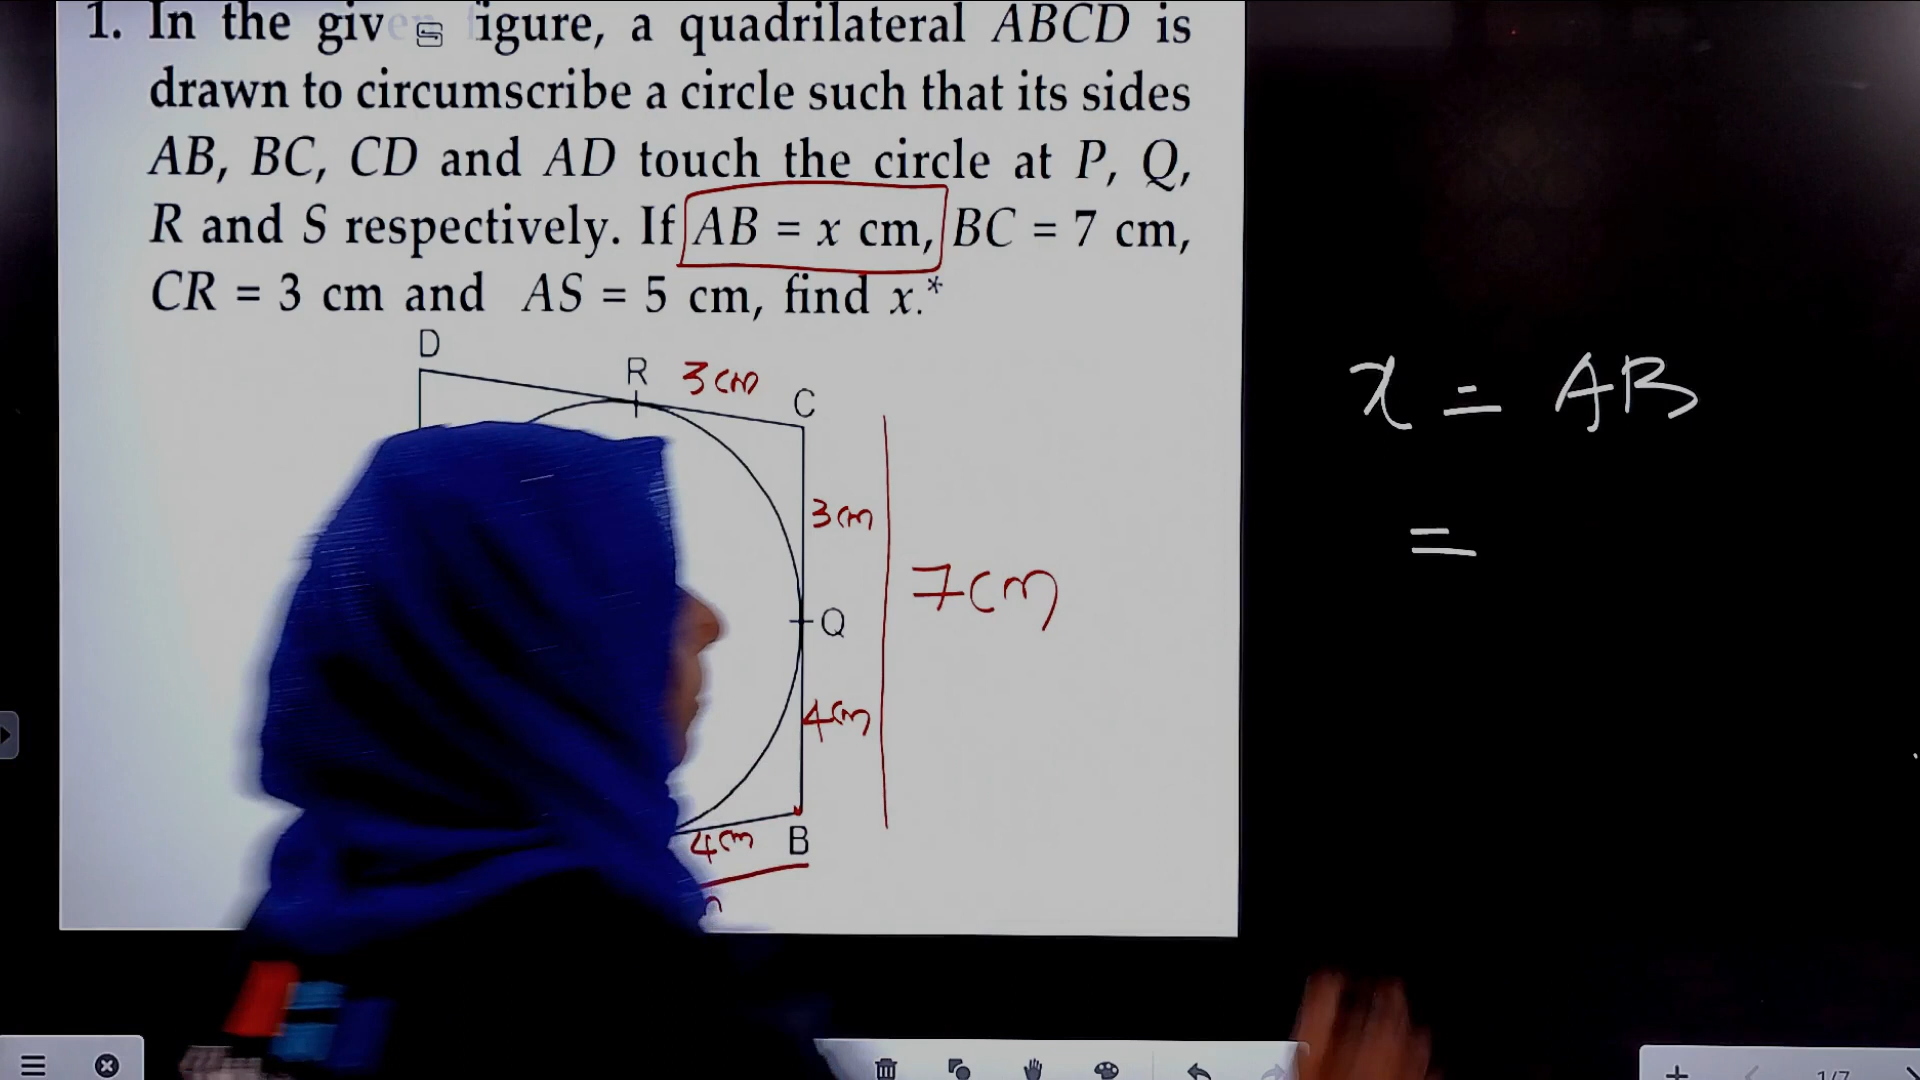 1. In the giv igure, a quadrilateral ABCD is
drawn to circumscribe a circle such that its sides
AB, BC, CD and AD touch the circle at P, Q,
R and S respectively. If AB = x cm, BC = 7 cm,
CR = 3 cm and AS = 5 cm, find x.*
D
R 3cm
C
3cm
7cm
Q
4cm
4cm B
x = AB
=
1/7